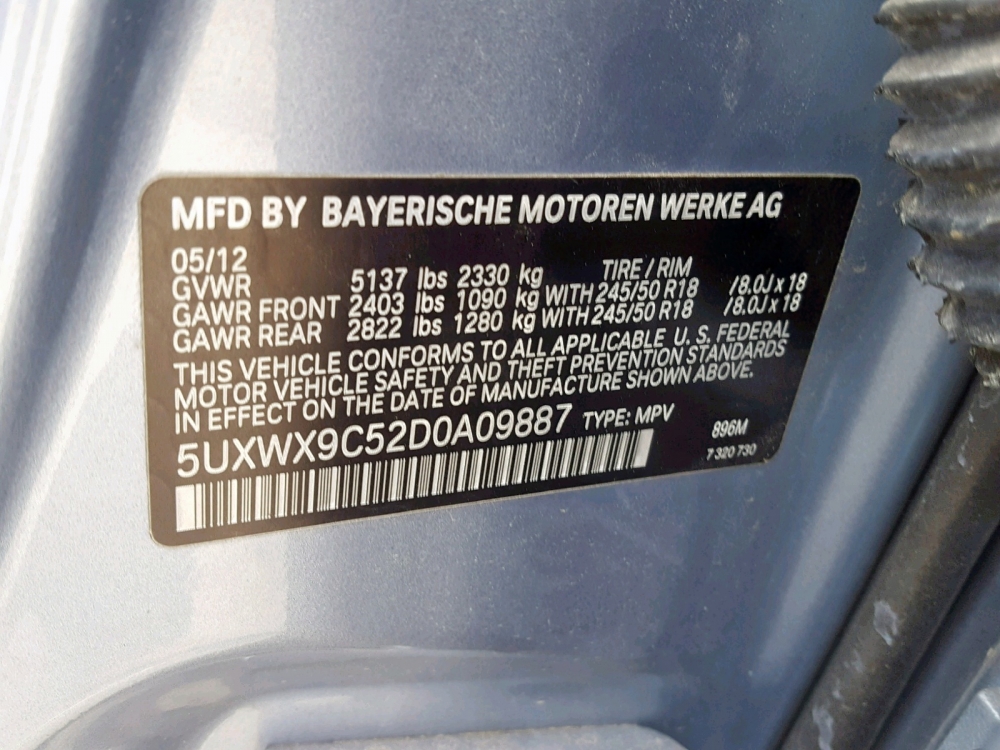 MFD BY BAYERISCHE MOTOREN WERKE AG
05/12 TIRE / RIM
GVWR 5137 lbs 2330 kg
GAWR FRONT 2403 lbs 1090 kg WITH 245/50 R18 /8.0J x 18
GAWR REAR 2822 lbs 1280 kg WITH 245/50 R18 /8.0J x 18
THIS VEHICLE CONFORMS TO ALL APPLICABLE U.S. FEDERAL
MOTOR VEHICLE SAFETY AND THEFT PREVENTION STANDARDS
IN EFFECT ON THE DATE OF MANUFACTURE SHOWN ABOVE.
5UXWX9C52D0A09887 TYPE: MPV 896M
7 320 730